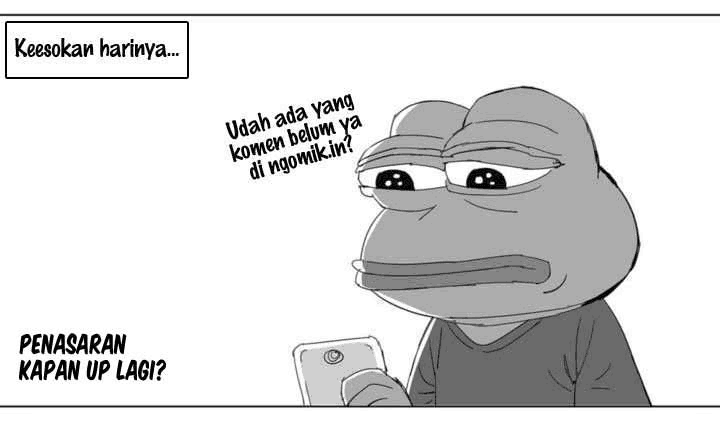 Keesokan harinya...
Udah ada yang
komen belum ya
di ngomik.in?
PENASARAN
KAPAN UP LAGI?